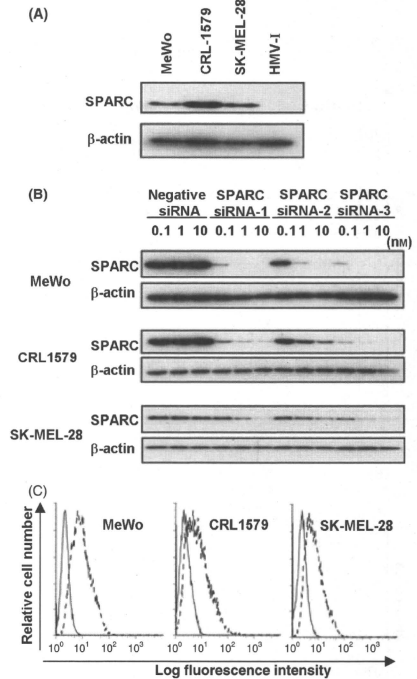 (A)
MeWo CRL-1579 SK-MEL-28 HMV-I
SPARC
β-actin
(B)
Negative SPARC SPARC SPARC
siRNA siRNA-1 siRNA-2 siRNA-3
0.1 1 10 0.1 1 10 0.1 1 10 0.1 1 10
(nM)
MeWo
SPARC
β-actin
CRL1579
SPARC
β-actin
SK-MEL-28
SPARC
β-actin
(C)
Relative cell number
MeWo CRL1579 SK-MEL-28
10⁰ 10¹ 10² 10³ 10⁰ 10¹ 10² 10³ 10⁰ 10¹ 10² 10³
Log fluorescence intensity